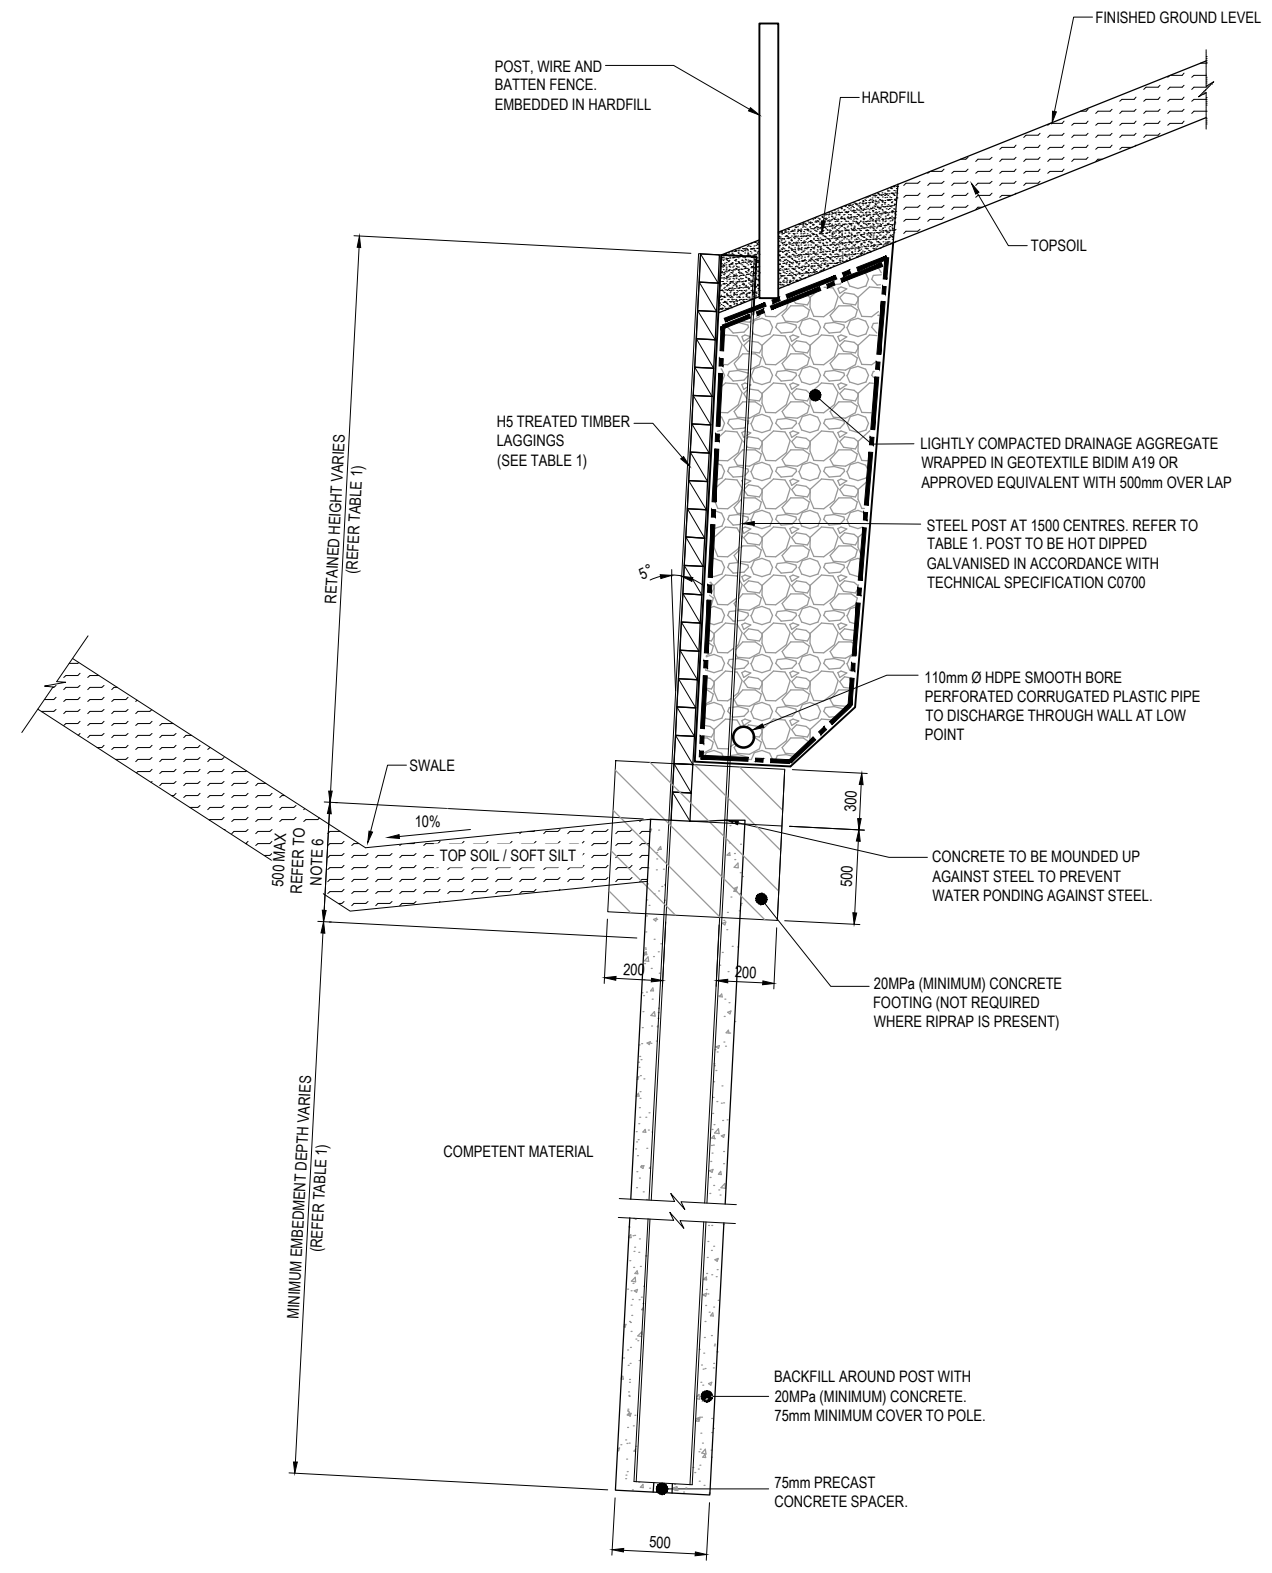 FINISHED GROUND LEVEL
POST, WIRE AND
BATTEN FENCE.
EMBEDDED IN HARDFILL
HARDFILL
TOPSOIL
H5 TREATED TIMBER
LAGGINGS
(SEE TABLE 1)
LIGHTLY COMPACTED DRAINAGE AGGREGATE
WRAPPED IN GEOTEXTILE BIDIM A19 OR
APPROVED EQUIVALENT WITH 500mm OVER LAP
RETAINED HEIGHT VARIES
(REFER TABLE 1)
STEEL POST AT 1500 CENTRES. REFER TO
TABLE 1. POST TO BE HOT DIPPED
GALVANISED IN ACCORDANCE WITH
TECHNICAL SPECIFICATION C0700
5°
110mm Ø HDPE SMOOTH BORE
PERFORATED CORRUGATED PLASTIC PIPE
TO DISCHARGE THROUGH WALL AT LOW
POINT
SWALE
10%
300
500 MAX
REFER TO
NOTE 6
TOP SOIL / SOFT SILT
500
CONCRETE TO BE MOUNDED UP
AGAINST STEEL TO PREVENT
WATER PONDING AGAINST STEEL.
200
200
20MPa (MINIMUM) CONCRETE
FOOTING (NOT REQUIRED
WHERE RIPRAP IS PRESENT)
MINIMUM EMBEDMENT DEPTH VARIES
(REFER TABLE 1)
COMPETENT MATERIAL
BACKFILL AROUND POST WITH
20MPa (MINIMUM) CONCRETE.
75mm MINIMUM COVER TO POLE.
75mm PRECAST
CONCRETE SPACER.
500